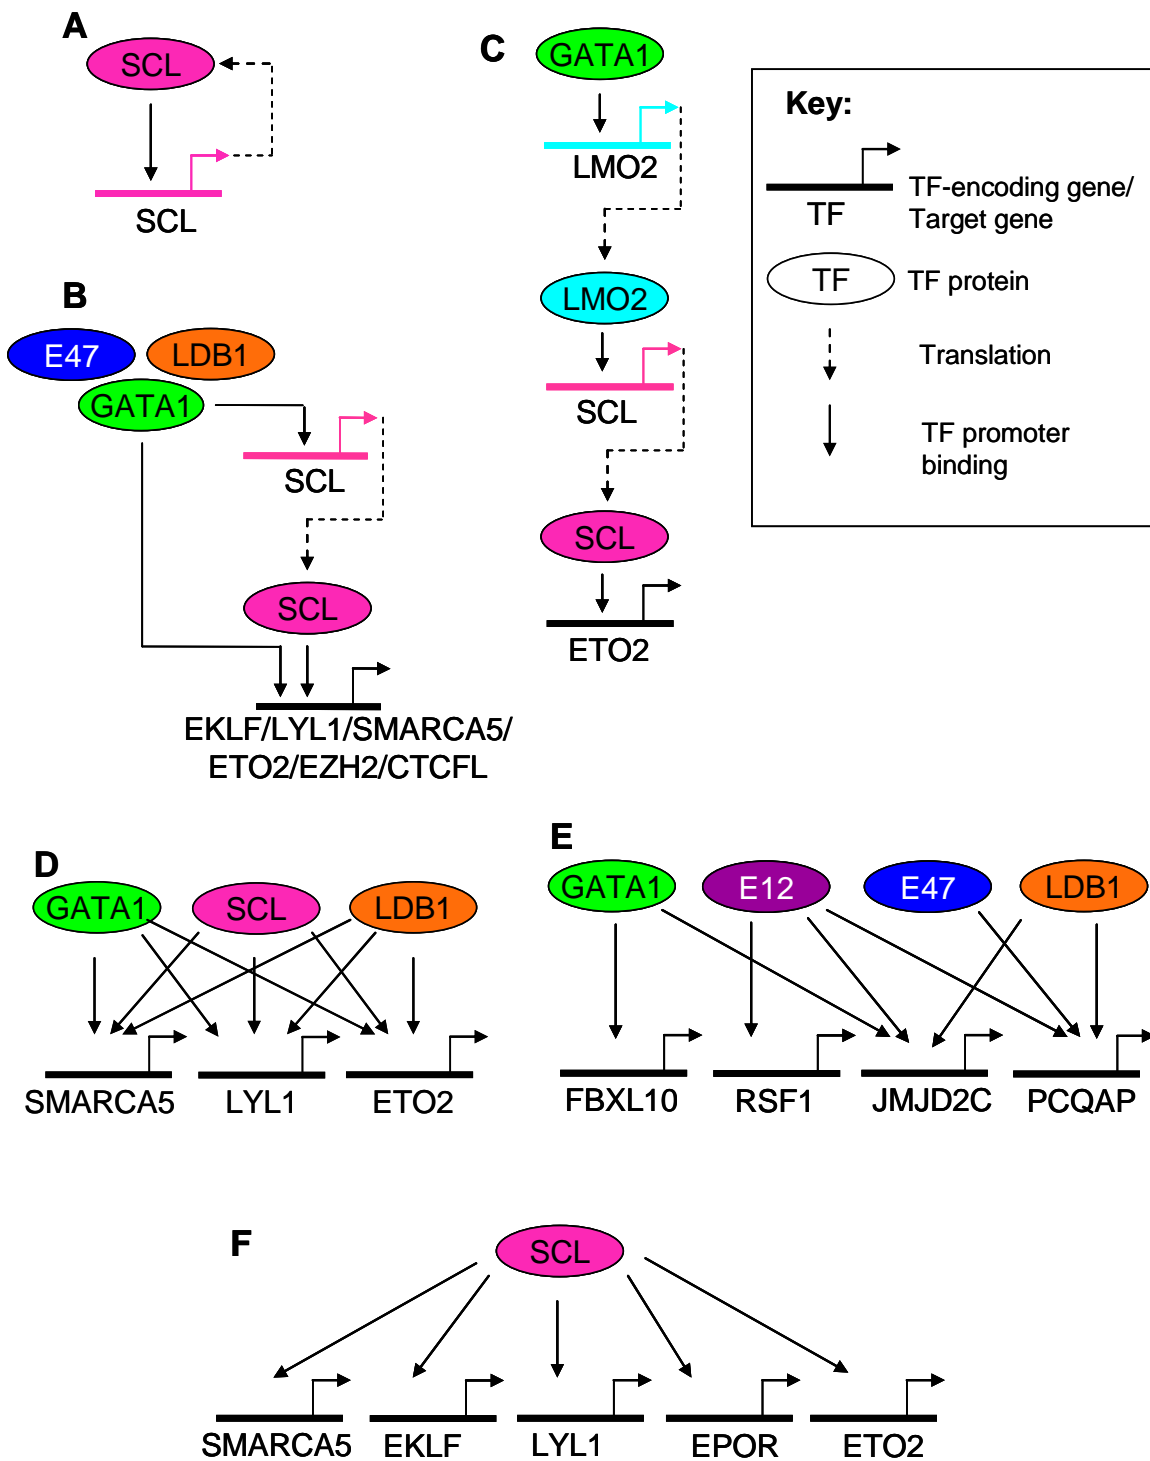 A
SCL
SCL
B
E47
LDB1
GATA1
SCL
SCL
EKLF/LYL1/SMARCA5/
ETO2/EZH2/CTCFL
C
GATA1
LMO2
LMO2
SCL
SCL
ETO2
Key:
TF
TF-encoding gene/
Target gene
TF
TF protein
Translation
TF promoter
binding
D
GATA1
SCL
LDB1
SMARCA5
LYL1
ETO2
E
GATA1
E12
E47
LDB1
FBXL10
RSF1
JMJD2C
PCQAP
F
SCL
SMARCA5
EKLF
LYL1
EPOR
ETO2